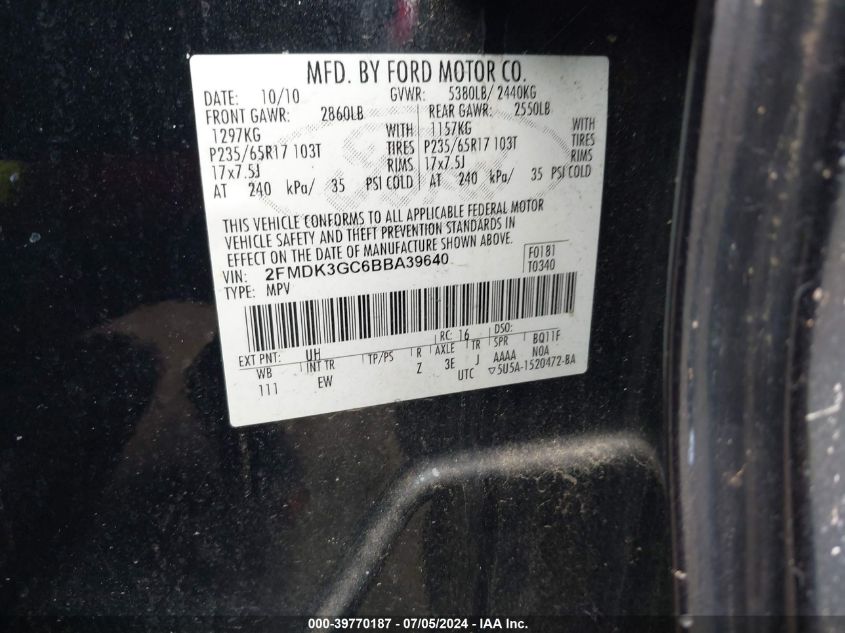 MFD. BY FORD MOTOR CO.
DATE: 10/10 GVWR: 5380LB/ 2440KG
FRONT GAWR: 2860LB REAR GAWR: 2550LB
1297KG WITH 1157KG WITH
P235/65R17 103T TIRES P235/65R17 103T TIRES
17x7.5J RIMS 17x7.5J RIMS
AT 240 kPa/ 35 PSI COLD AT 240 kPa/ 35 PSI COLD
THIS VEHICLE CONFORMS TO ALL APPLICABLE FEDERAL MOTOR
VEHICLE SAFETY AND THEFT PREVENTION STANDARDS IN
EFFECT ON THE DATE OF MANUFACTURE SHOWN ABOVE.
VIN: 2FMDK3GC6BBA39640 F0181
TYPE: MPV T0340
EXT PNT: UH RC: 16 DSO:
WB INT TR TP/PS R AXLE TR SPR BQ11F
111 EW Z 3E J AAAA NOA
UTC ▽5U5A-1520472-BA
000-39770187 - 07/05/2024 - IAA Inc.